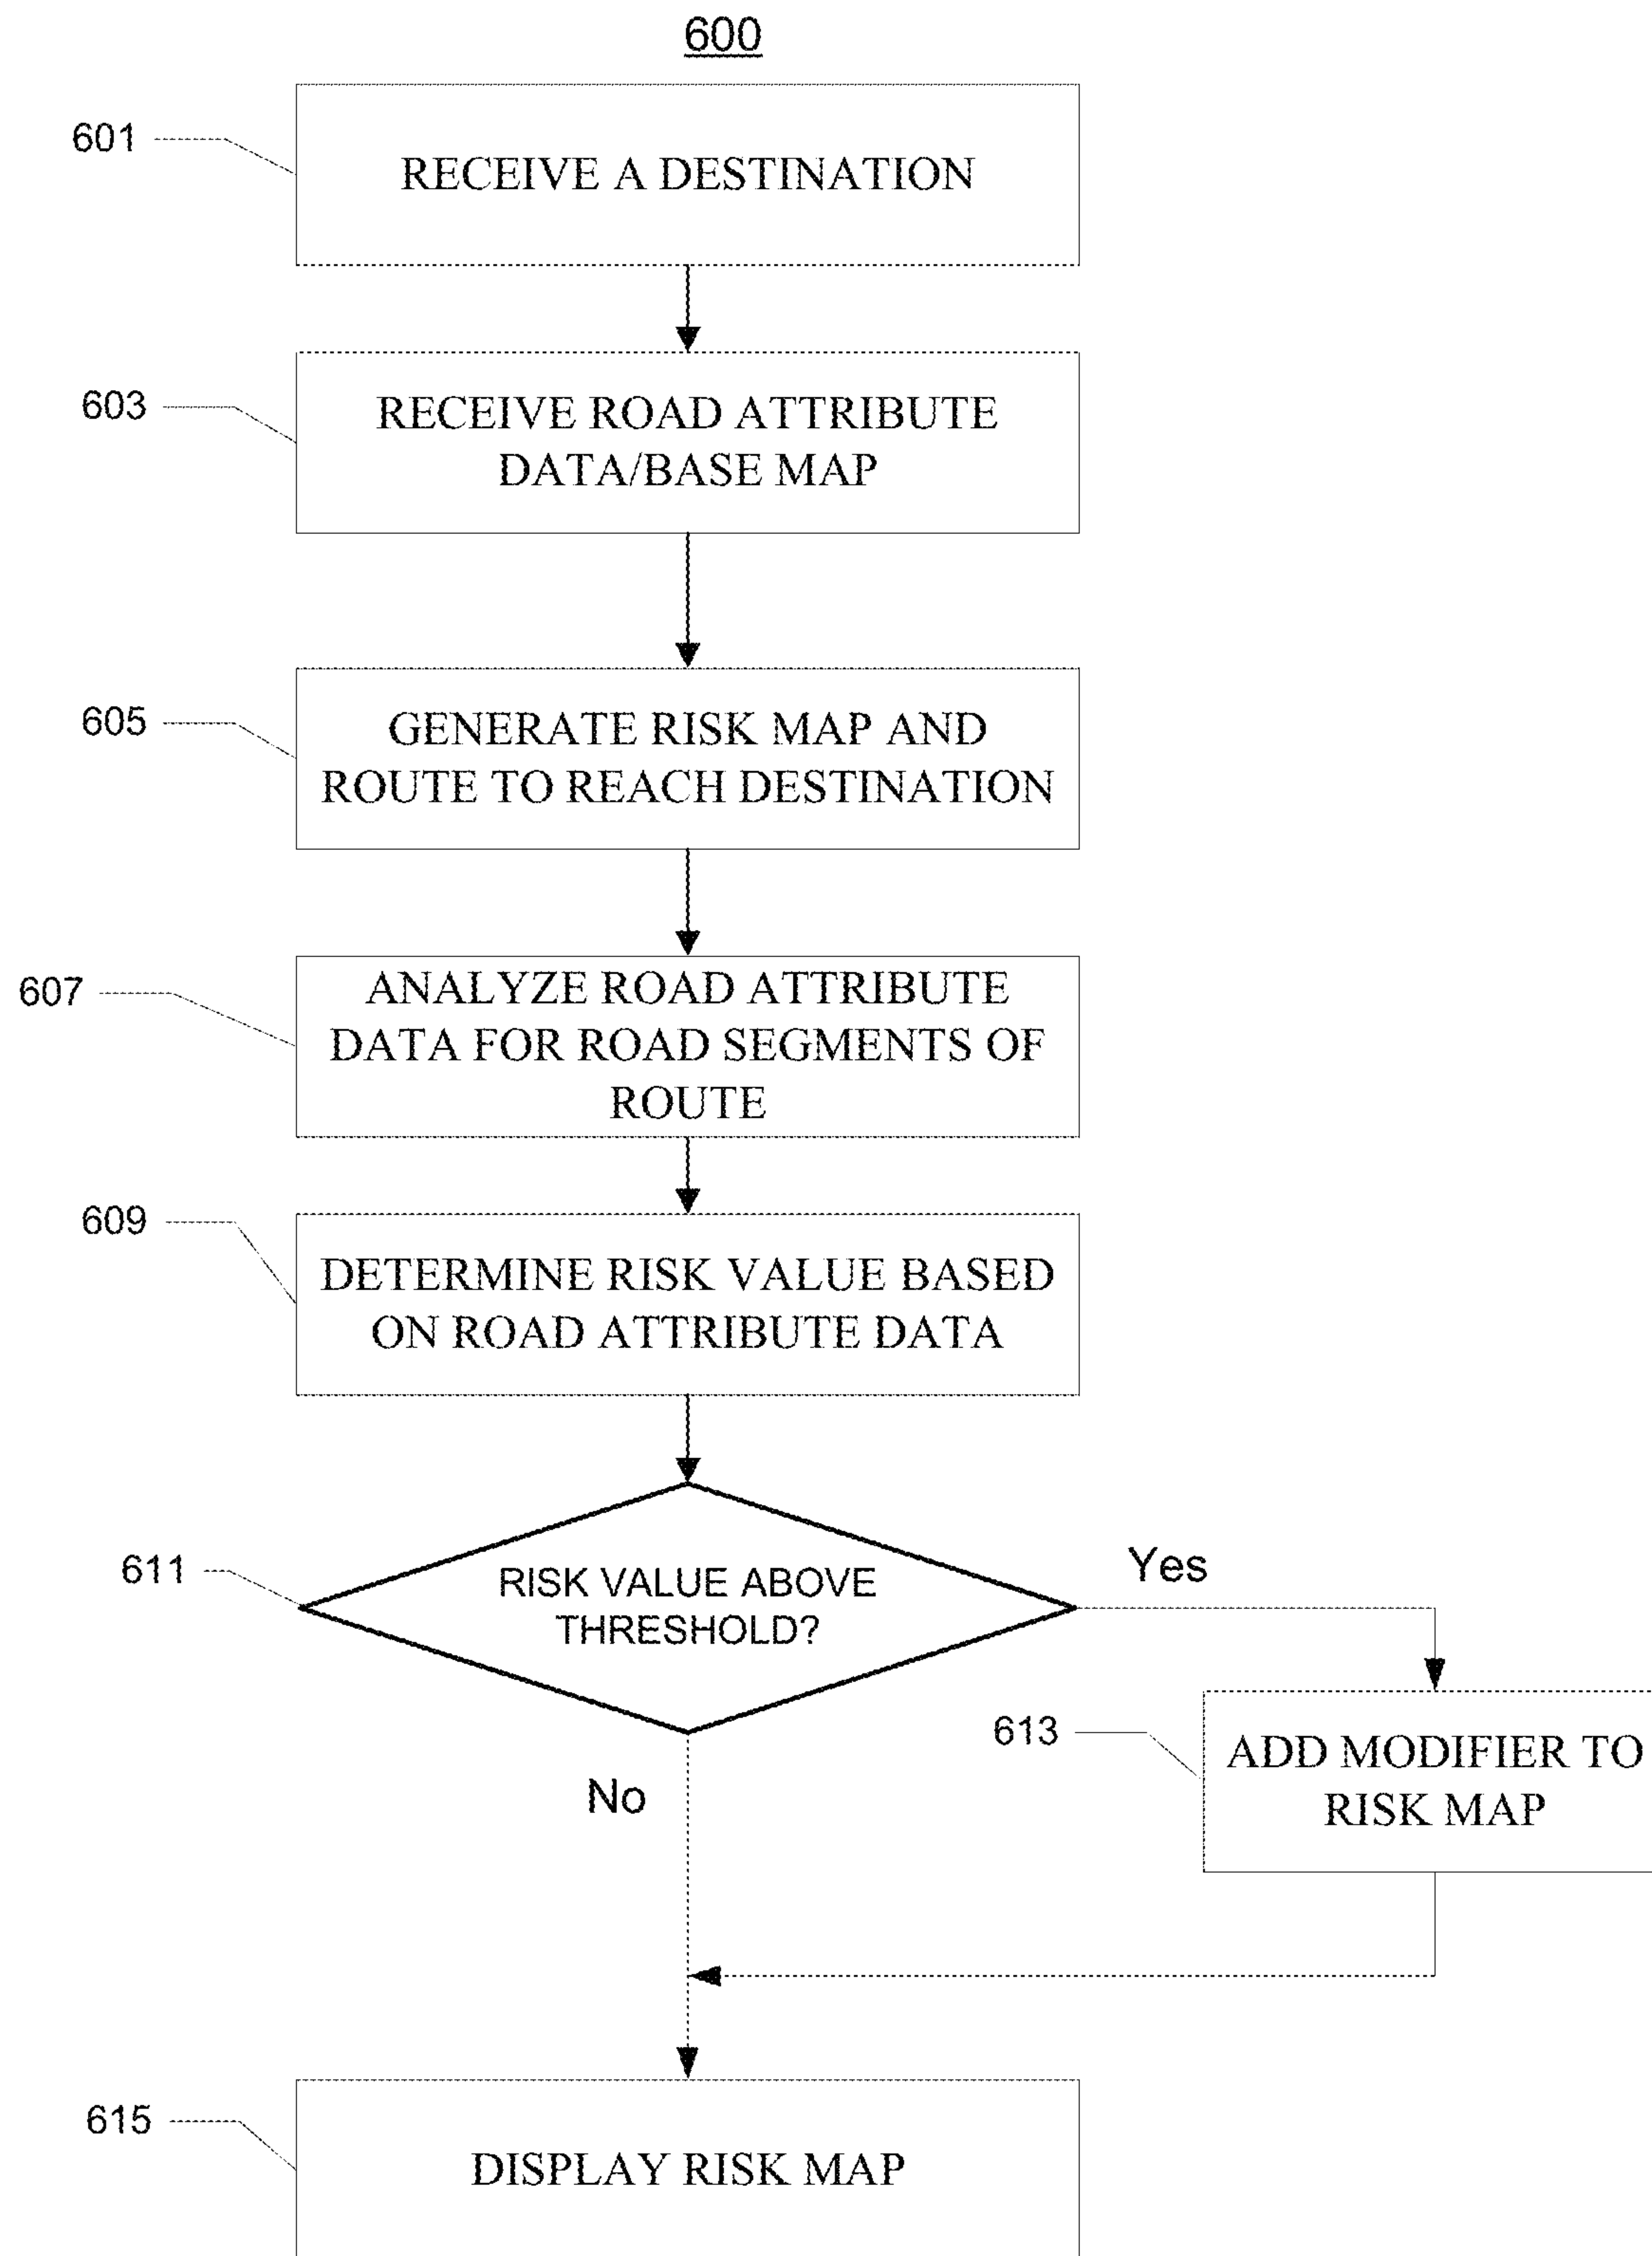 600
601
RECEIVE A DESTINATION
603
RECEIVE ROAD ATTRIBUTE
DATA/BASE MAP
605
GENERATE RISK MAP AND
ROUTE TO REACH DESTINATION
607
ANALYZE ROAD ATTRIBUTE
DATA FOR ROAD SEGMENTS OF
ROUTE
609
DETERMINE RISK VALUE BASED
ON ROAD ATTRIBUTE DATA
611
RISK VALUE ABOVE
THRESHOLD?
Yes
No
613
ADD MODIFIER TO
RISK MAP
615
DISPLAY RISK MAP